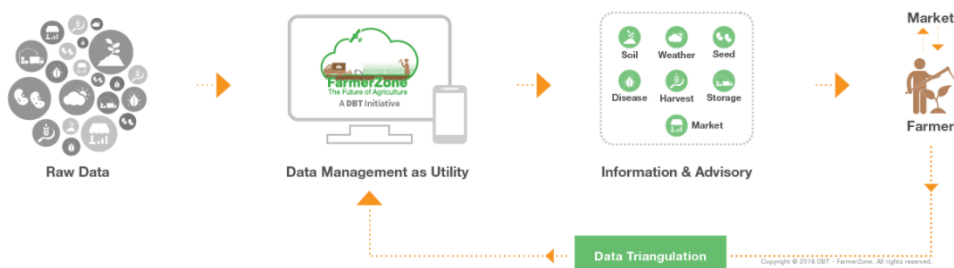 Market
FarmerZone
The Future of Agriculture
A DBT Initiative
Soil
Weather
Seed
Disease
Harvest
Storage
Market
Farmer
Raw Data
Data Management as Utility
Information & Advisory
Data Triangulation
Copyright © 2018 DBT - FarmerZone. All rights reserved.